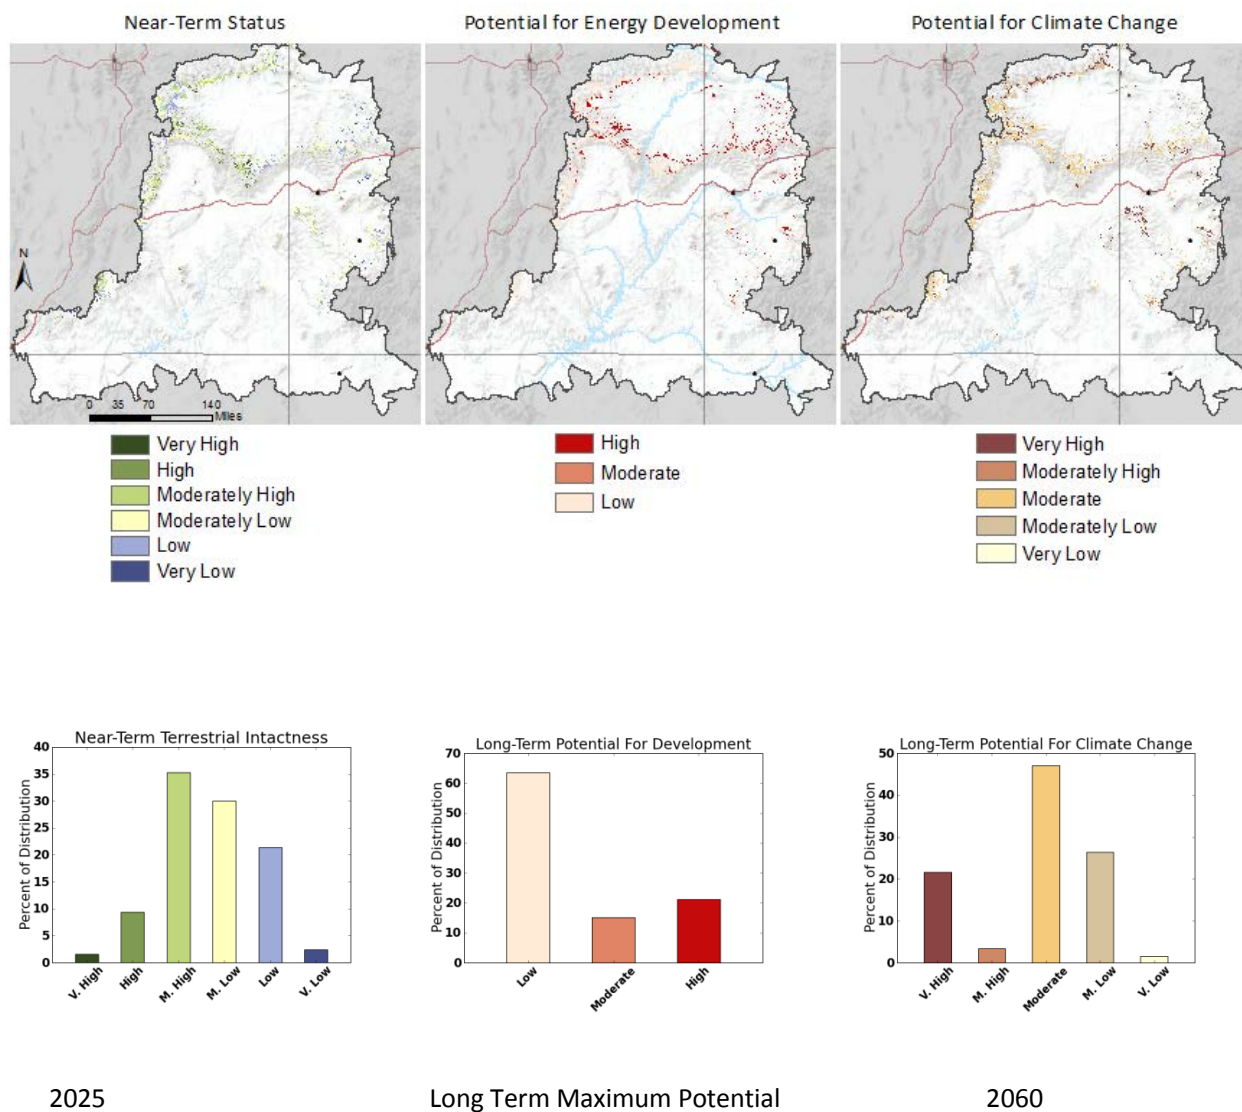 Near-Term Status
Potential for Energy Development
Potential for Climate Change
N
0 35 70 140
Miles
Very High
High
Moderately High
Moderately Low
Low
Very Low
High
Moderate
Low
Very High
Moderately High
Moderate
Moderately Low
Very Low
Near-Term Terrestrial Intactness
Percent of Distribution
40
35
30
25
20
15
10
5
0
V. High
High
M. High
M. Low
Low
V. Low
Long-Term Potential For Development
Percent of Distribution
70
60
50
40
30
20
10
0
Low
Moderate
High
Long-Term Potential For Climate Change
Percent of Distribution
50
40
30
20
10
0
V. High
M. High
Moderate
M. Low
V. Low
2025
Long Term Maximum Potential
2060